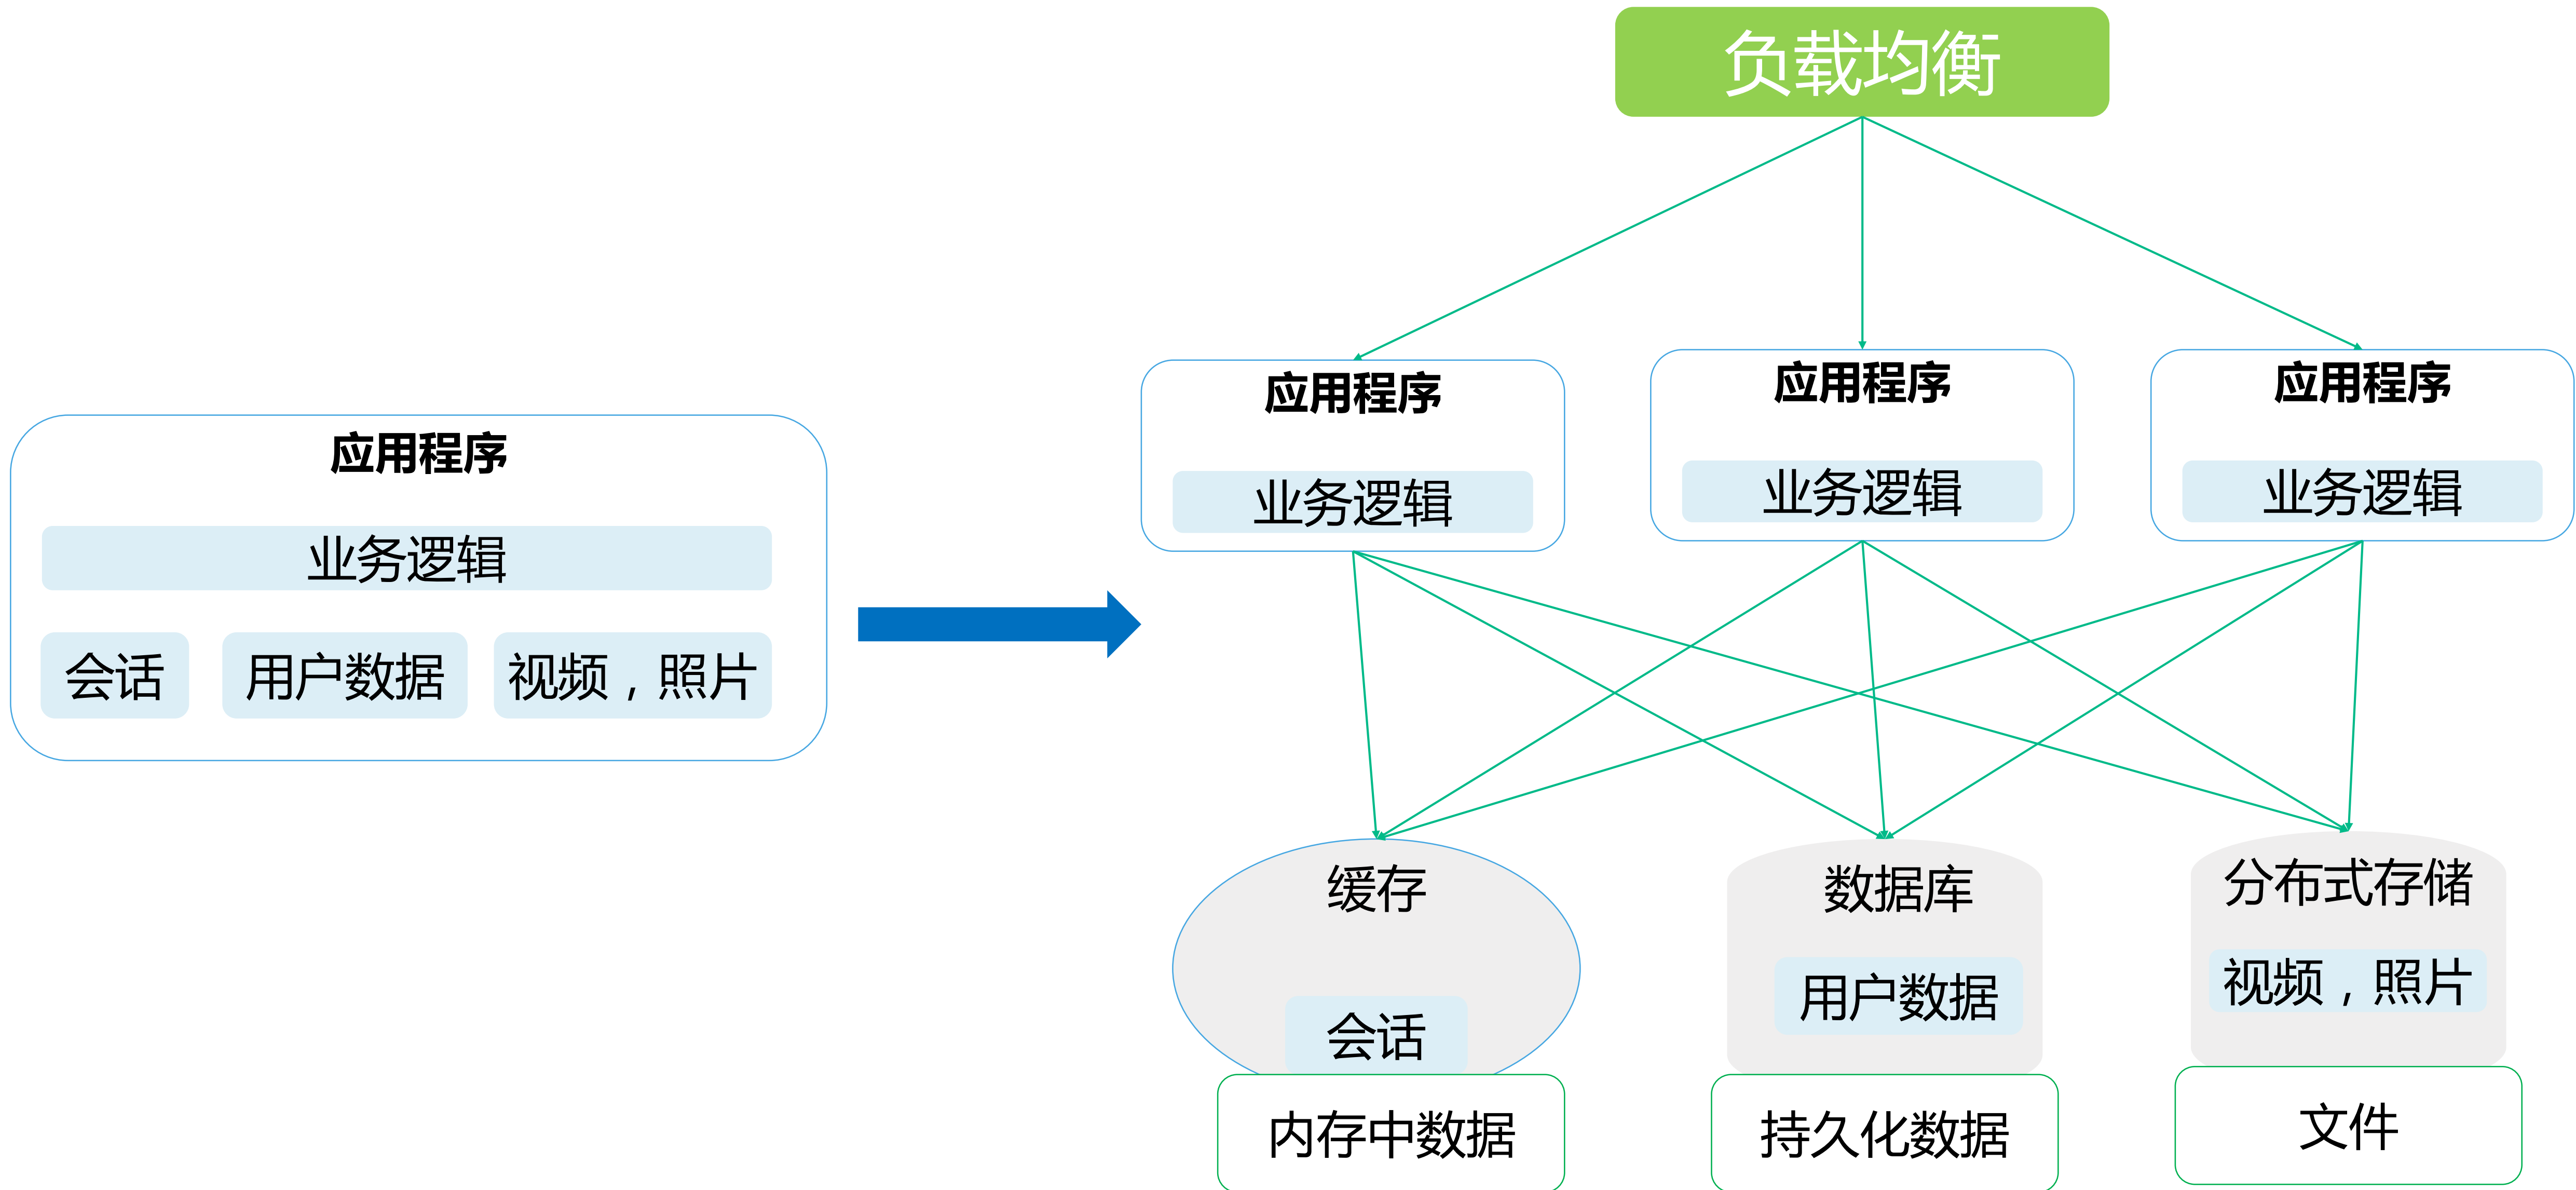 负载均衡
应用程序
业务逻辑
会话
用户数据
视频，照片
应用程序
业务逻辑
应用程序
业务逻辑
应用程序
业务逻辑
缓存
会话
内存中数据
数据库
用户数据
持久化数据
分布式存储
视频，照片
文件